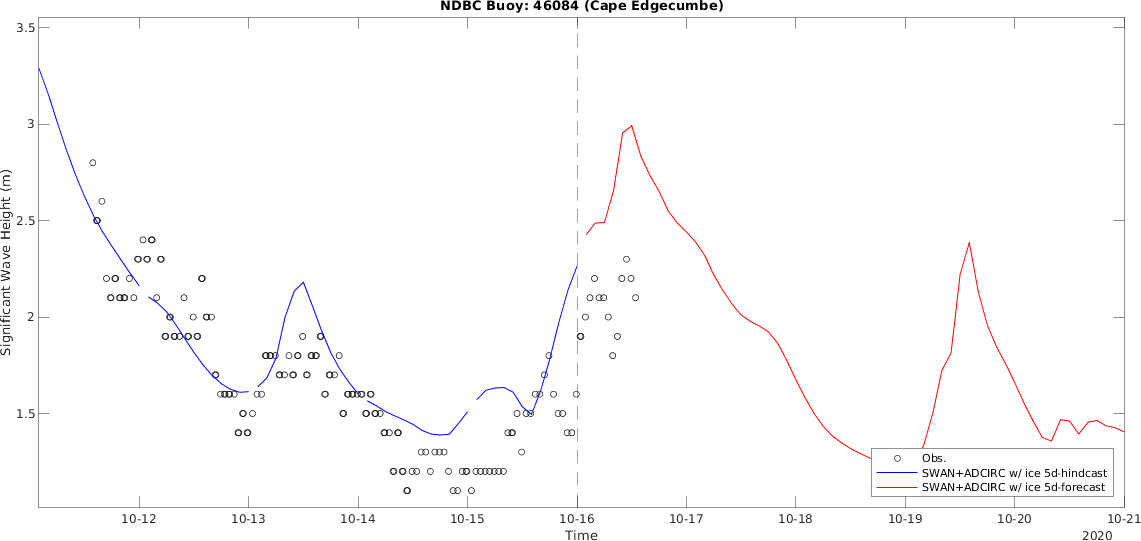 NDBC Buoy: 46084 (Cape Edgecumbe)
3.5
3
2.5
2
1.5
Significant Wave Height (m)
Obs.
SWAN+ADCIRC w/ ice 5d-hindcast
SWAN+ADCIRC w/ ice 5d-forecast
10-12 10-13 10-14 10-15 10-16 10-17 10-18 10-19 10-20 10-21
Time
2020